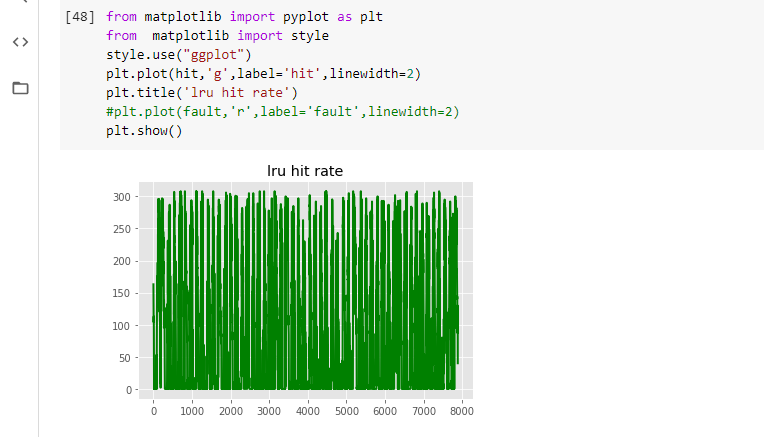 [48] from matplotlib import pyplot as plt
from  matplotlib import style
style.use("ggplot")
plt.plot(hit,'g',label='hit',linewidth=2)
plt.title('lru hit rate')
#plt.plot(fault,'r',label='fault',linewidth=2)
plt.show()
lru hit rate
300
250
200
150
100
50
0
0 1000 2000 3000 4000 5000 6000 7000 8000